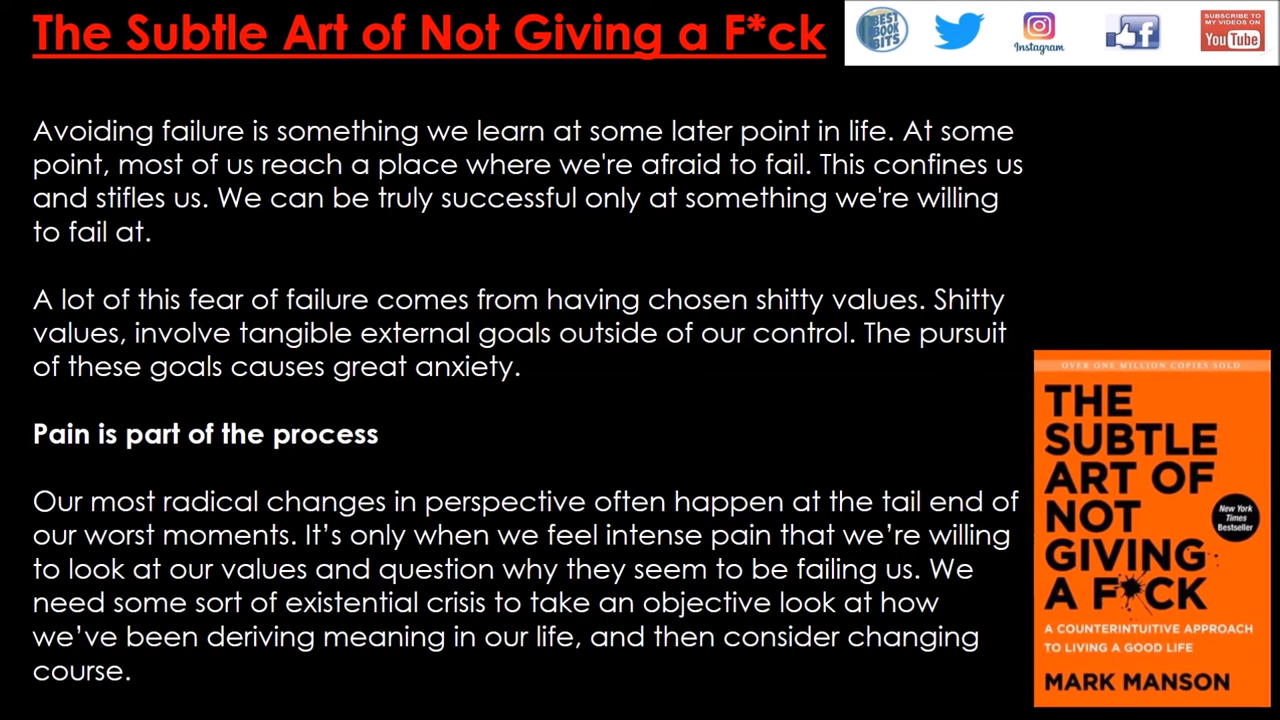 The Subtle Art of Not Giving a F*ck
BEST
BOOK
BITS
Instagram
f
SUBSCRIBE TO
MY VIDEOS ON
YouTube
Avoiding failure is something we learn at some later point in life. At some
point, most of us reach a place where we're afraid to fail. This confines us
and stifles us. We can be truly successful only at something we're willing
to fail at.
A lot of this fear of failure comes from having chosen shitty values. Shitty
values, involve tangible external goals outside of our control. The pursuit
of these goals causes great anxiety.
Pain is part of the process
Our most radical changes in perspective often happen at the tail end of
our worst moments. It’s only when we feel intense pain that we’re willing
to look at our values and question why they seem to be failing us. We
need some sort of existential crisis to take an objective look at how
we’ve been deriving meaning in our life, and then consider changing
course.
OVER ONE MILLION COPIES SOLD
THE
SUBTLE
ART OF
NOT
GIVING
A F*CK
New York
Times
Bestseller
A COUNTERINTUITIVE APPROACH
TO LIVING A GOOD LIFE
MARK MANSON